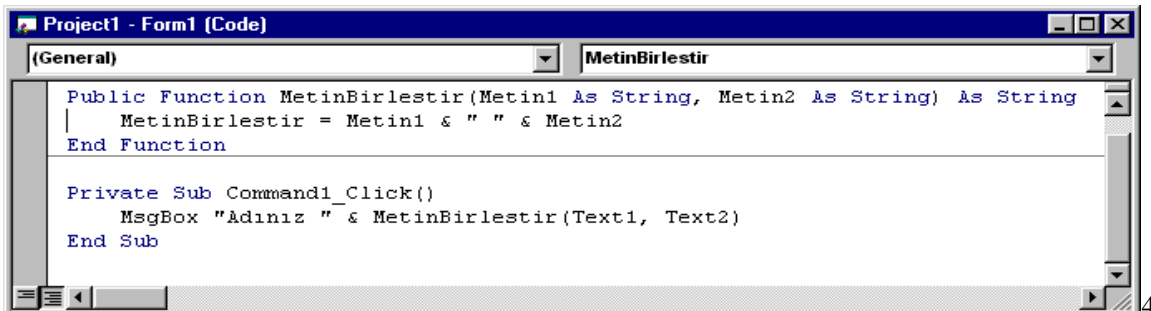 Project1 - Form1 (Code)
(General) MetinBirlestir
Public Function MetinBirlestir(Metin1 As String, Metin2 As String) As String
MetinBirlestir = Metin1 & " " & Metin2
End Function
Private Sub Command1_Click()
MsgBox "Adınız " & MetinBirlestir(Text1, Text2)
End Sub